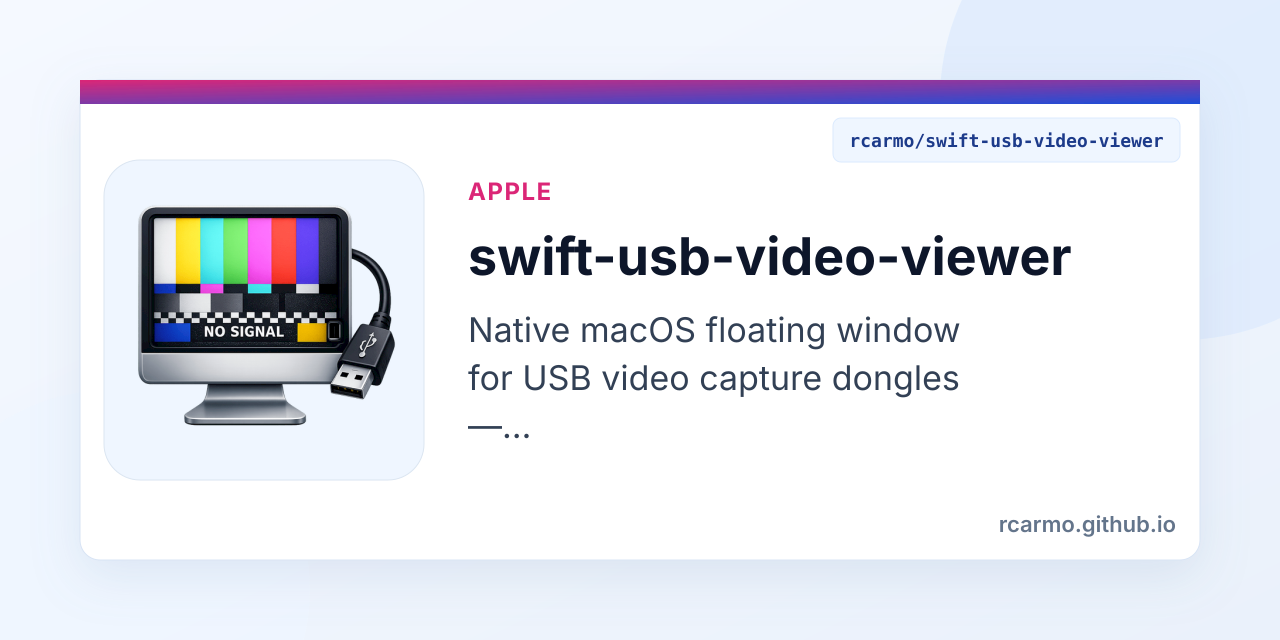 rcarmo/swift-usb-video-viewer
APPLE
swift-usb-video-viewer
Native macOS floating window
for USB video capture dongles
—...
NO SIGNAL
rcarmo.github.io